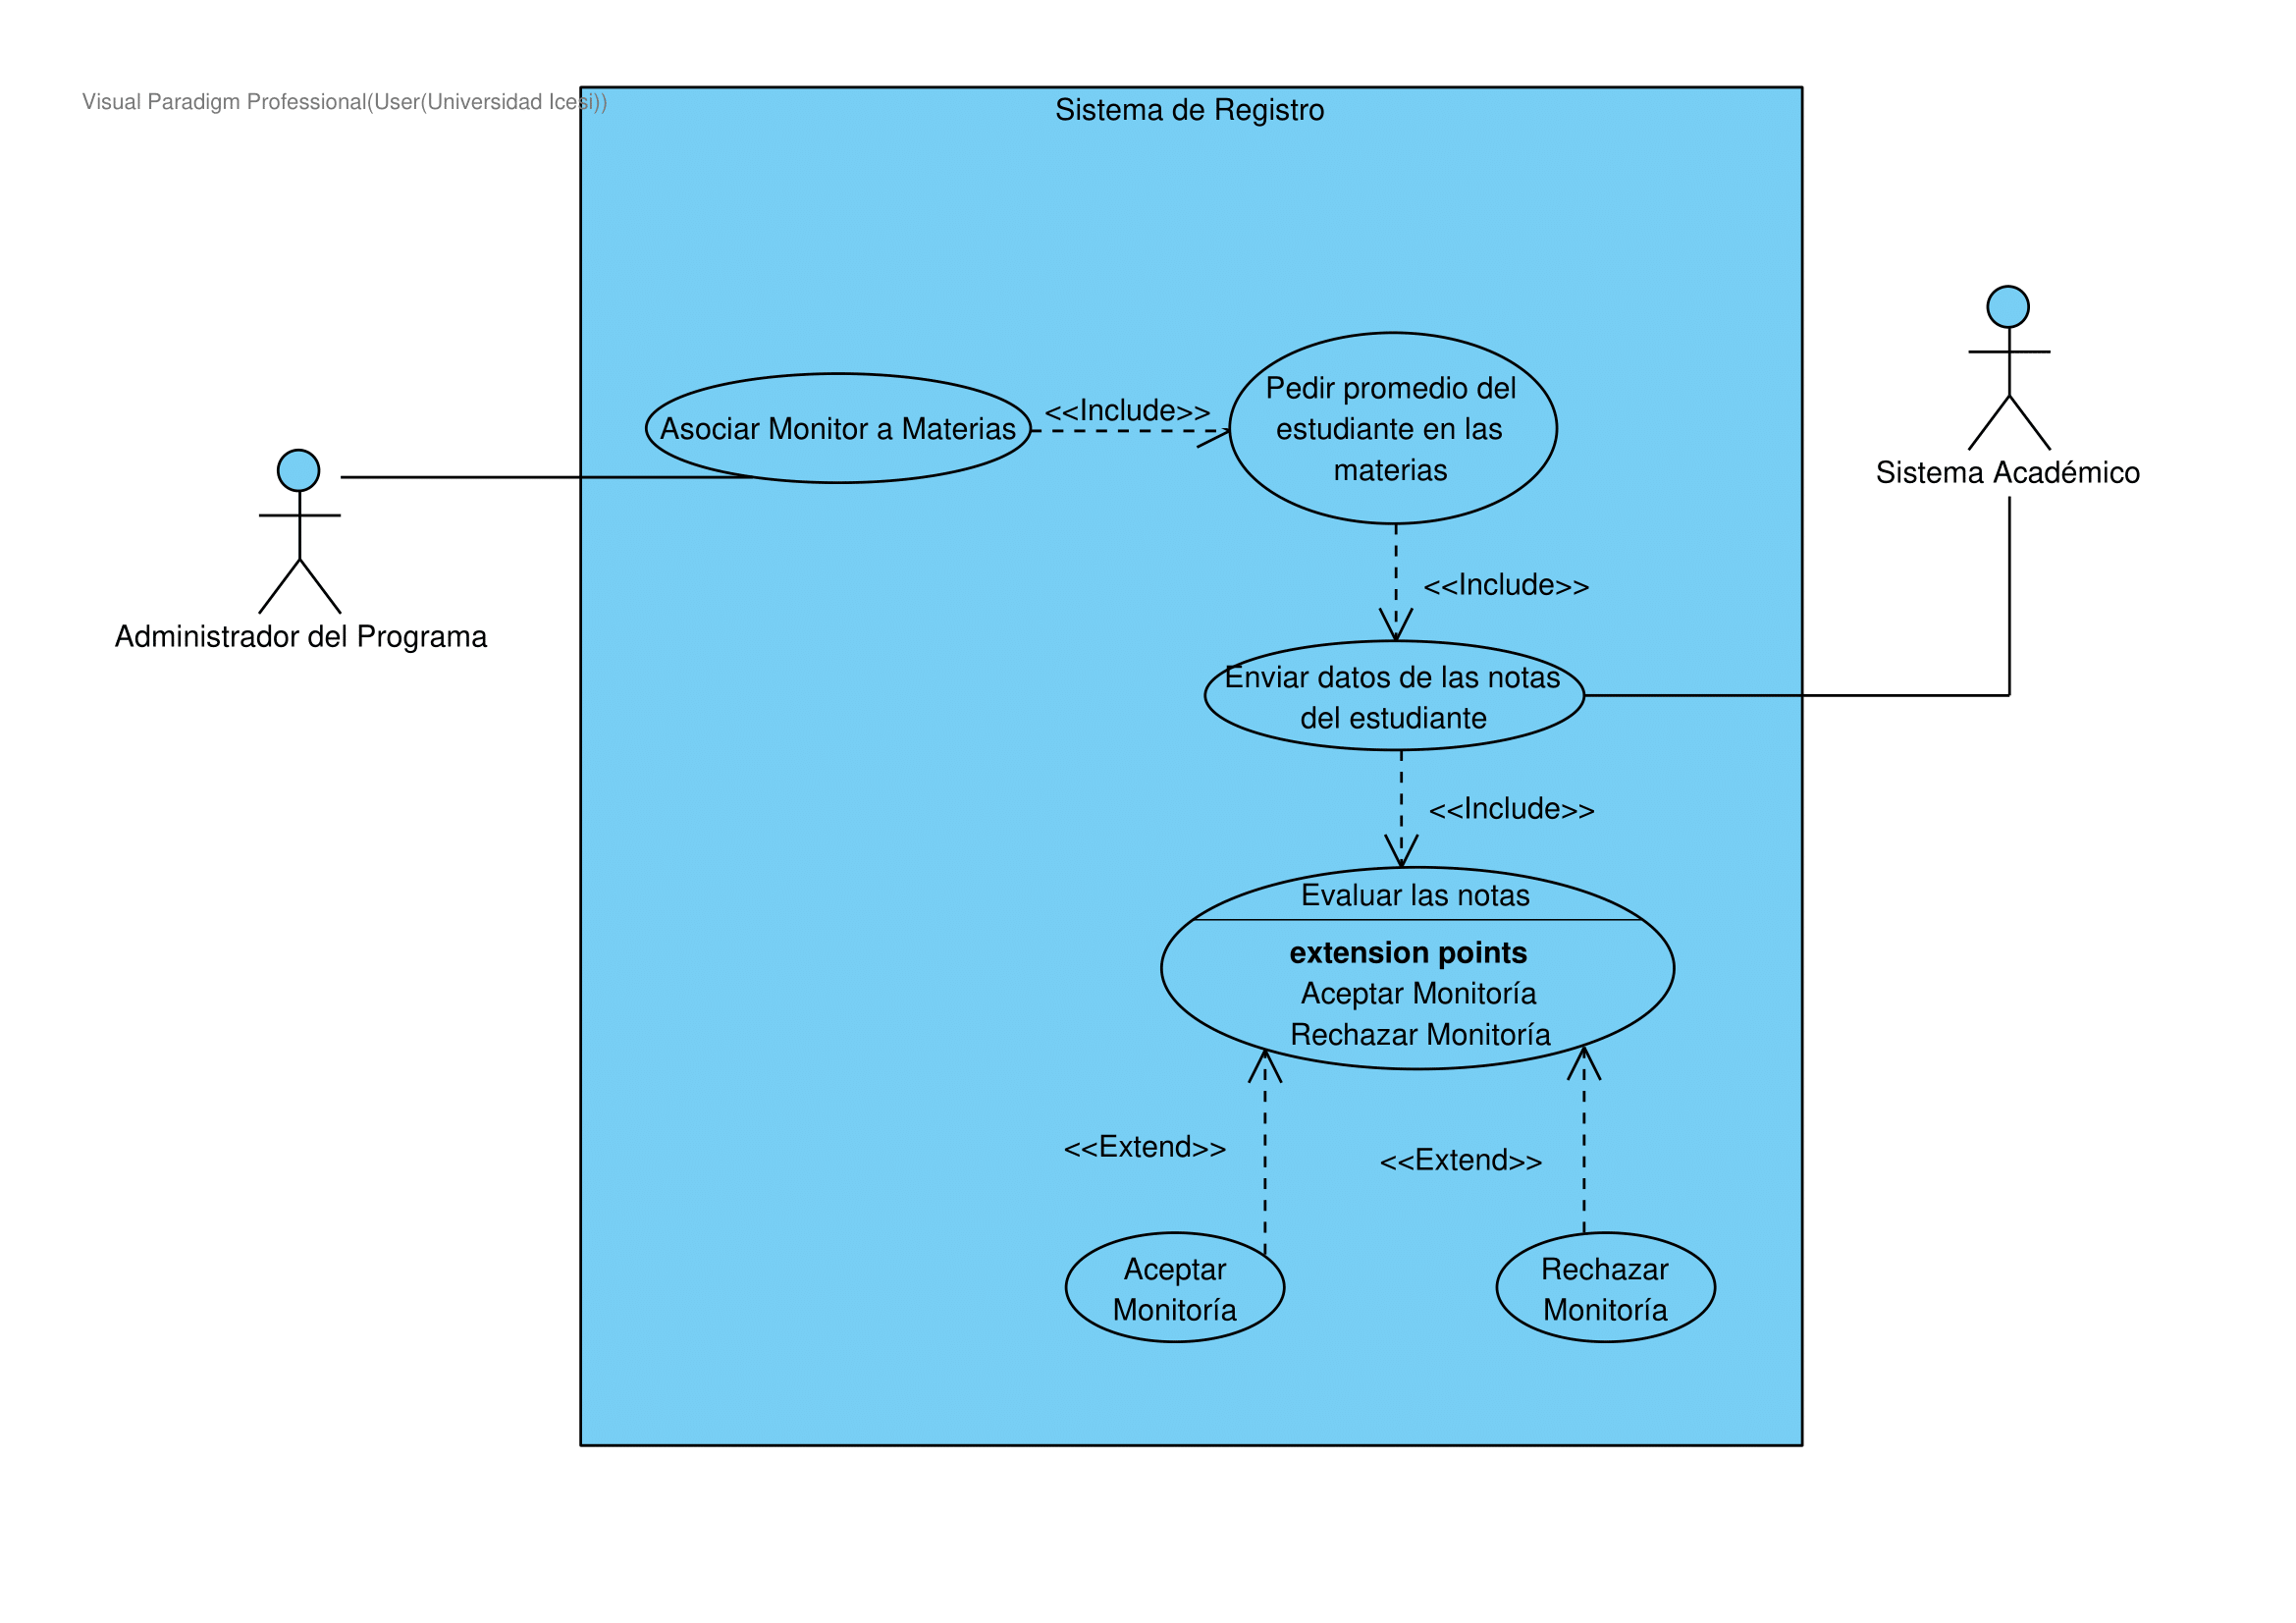 Visual Paradigm Professional(User(Universidad Icesi))
Sistema de Registro
Asociar Monitor a Materias
<<Include>>
Pedir promedio del
estudiante en las
materias
Sistema Académico
<<Include>>
Administrador del Programa
Enviar datos de las notas
del estudiante
<<Include>>
Evaluar las notas
extension points
Aceptar Monitoría
Rechazar Monitoría
<<Extend>>
<<Extend>>
Aceptar
Monitoría
Rechazar
Monitoría